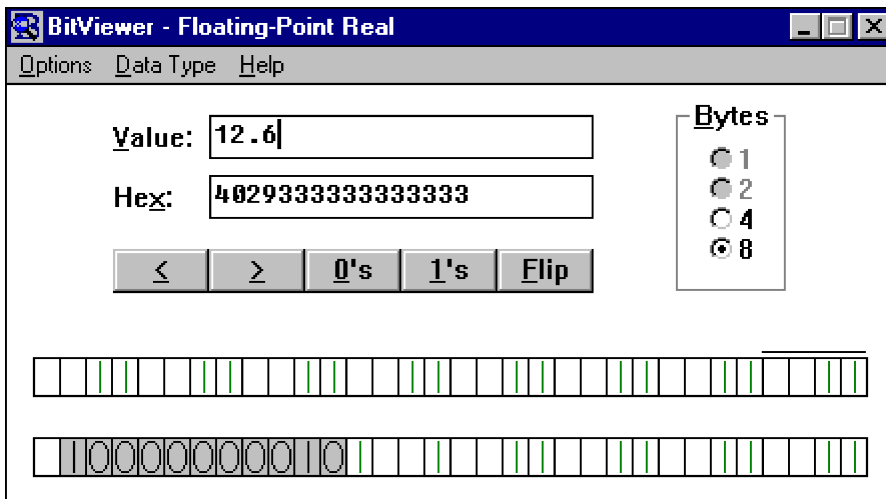 BitViewer - Floating-Point Real
Options Data Type Help
Value: 12.6
Hex: 4029333333333333
< > 0's 1's Flip
Bytes
1
2
4
8
10000000010